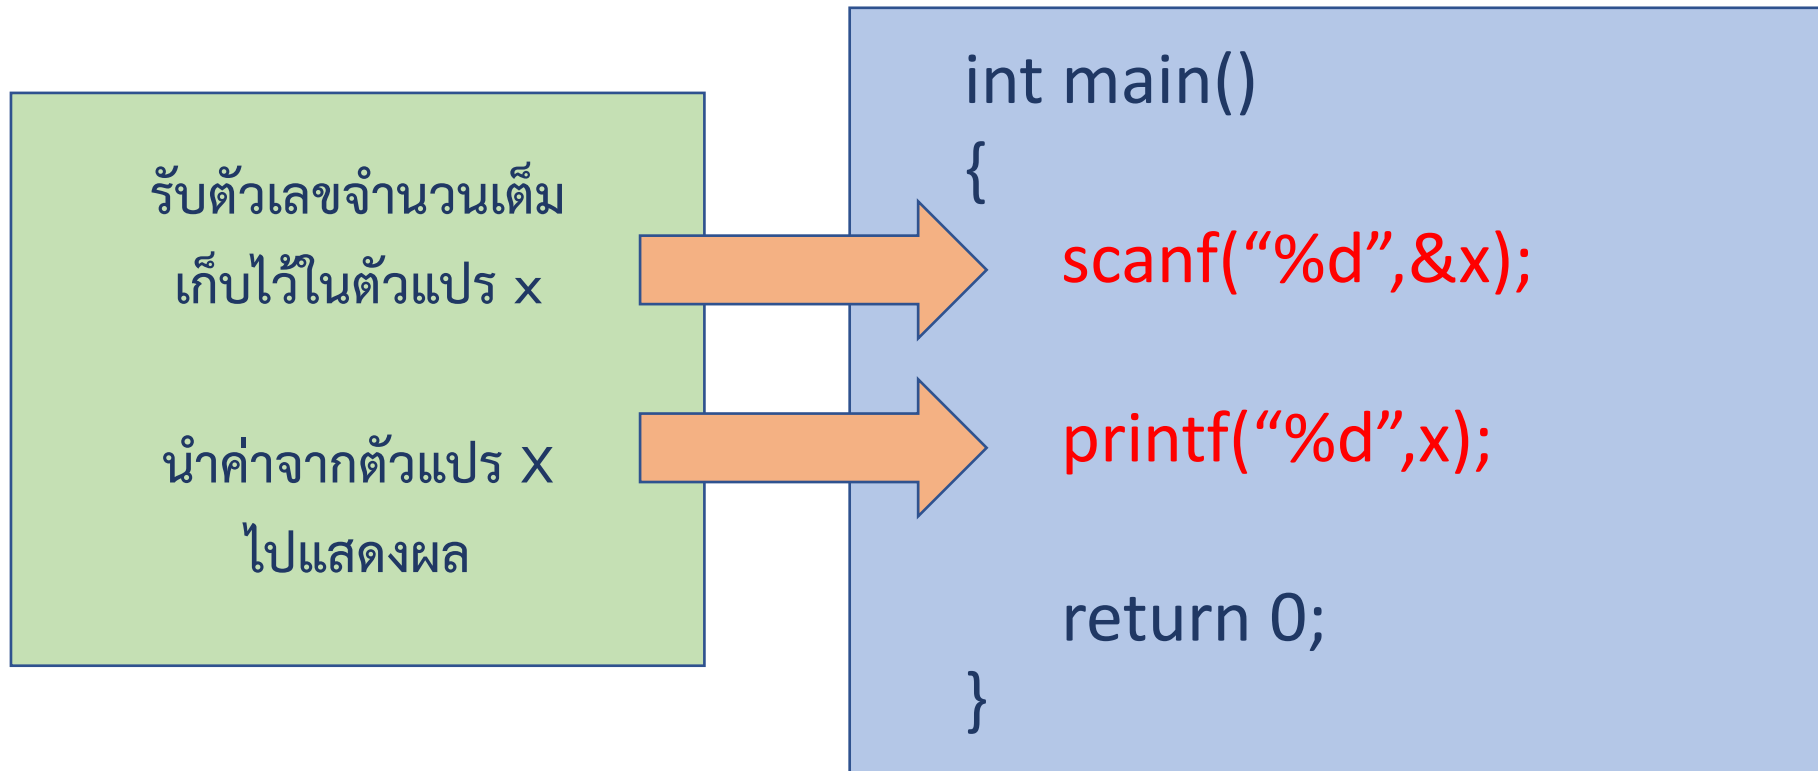 รับตัวเลขจำนวนเต็ม
เก็บไว้ในตัวแปร x
นำค่าจากตัวแปร X
ไปแสดงผล
int main()
{
scanf(“%d”,&x);
printf(“%d”,x);
return 0;
}